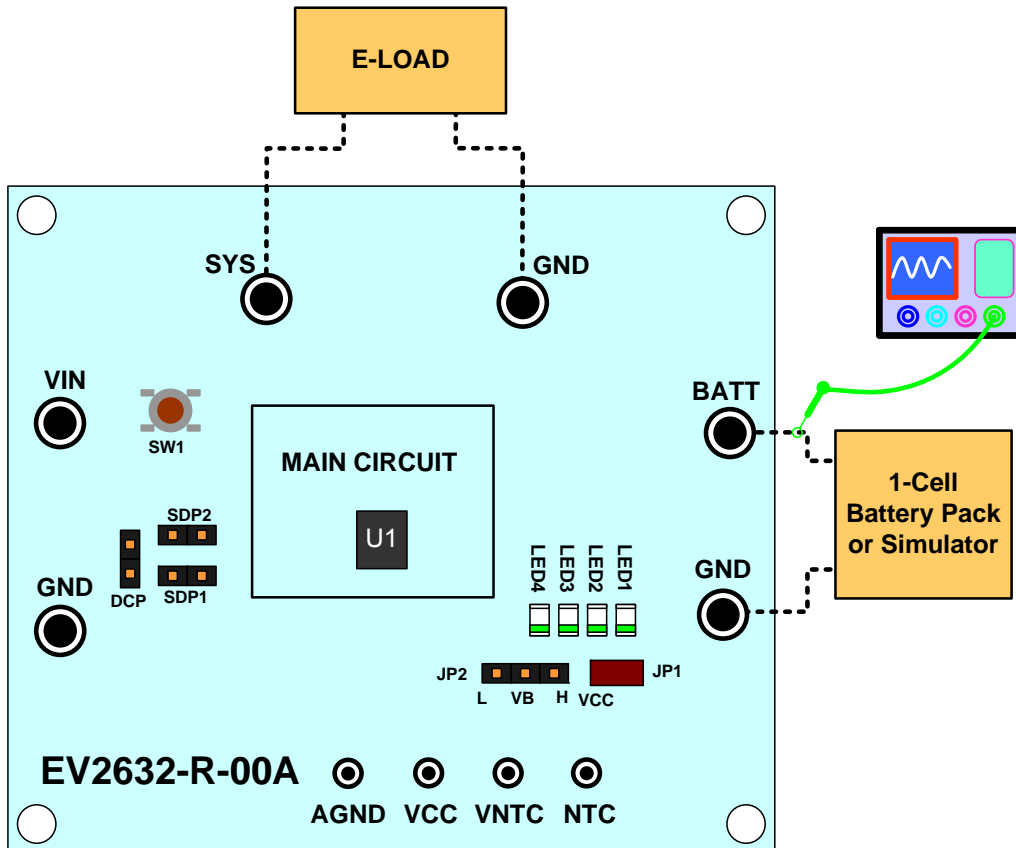 E-LOAD
SYS
GND
VIN
BATT
SW1
MAIN CIRCUIT
1-Cell
Battery Pack
or Simulator
SDP2
U1
LED4
LED3
LED2
LED1
GND
GND
DCP
SDP1
JP2
JP1
L
VB
H
VCC
EV2632-R-00A
AGND
VCC
VNTC
NTC